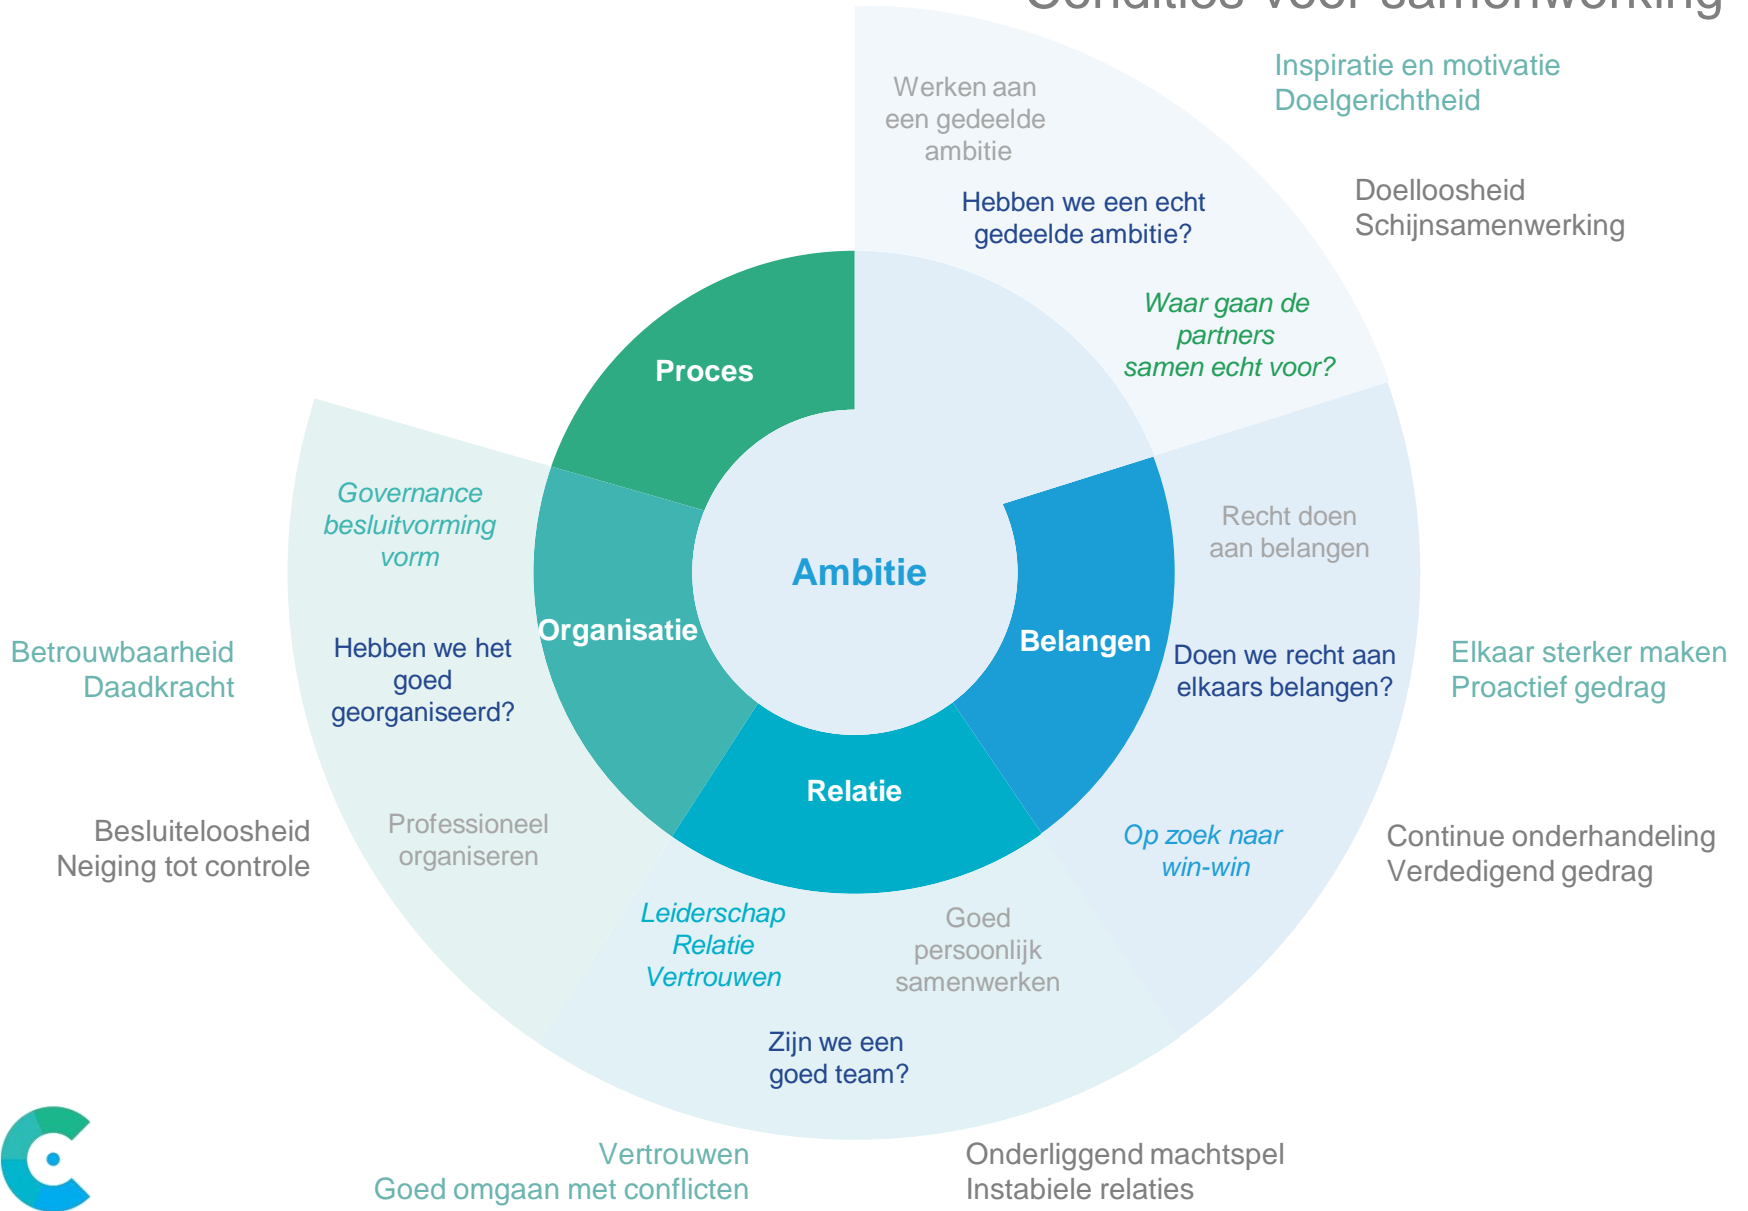 Condities voor samenwerking
Inspiratie en motivatie
Doelgerichtheid
Werken aan
een gedeelde
ambitie
Doelloosheid
Schijnsamenwerking
Hebben we een echt
gedeelde ambitie?
Waar gaan de
partners
samen echt voor?
Proces
Governance
besluitvorming
vorm
Recht doen
aan belangen
Ambitie
Organisatie
Belangen
Betrouwbaarheid
Daadkracht
Hebben we het
goed
georganiseerd?
Doen we recht aan
elkaars belangen?
Elkaar sterker maken
Proactief gedrag
Relatie
Besluiteloosheid
Neiging tot controle
Professioneel
organiseren
Op zoek naar
win-win
Continue onderhandeling
Verdedigend gedrag
Leiderschap
Relatie
Vertrouwen
Goed
persoonlijk
samenwerken
Zijn we een
goed team?
Vertrouwen
Goed omgaan met conflicten
Onderliggend machtspel
Instabiele relaties